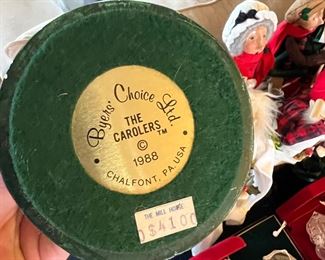 Byers' Choice Ltd.
THE
CAROLERS™
©
1988
CHALFONT, PA. USA
THE MILL HOUSE
$41.00